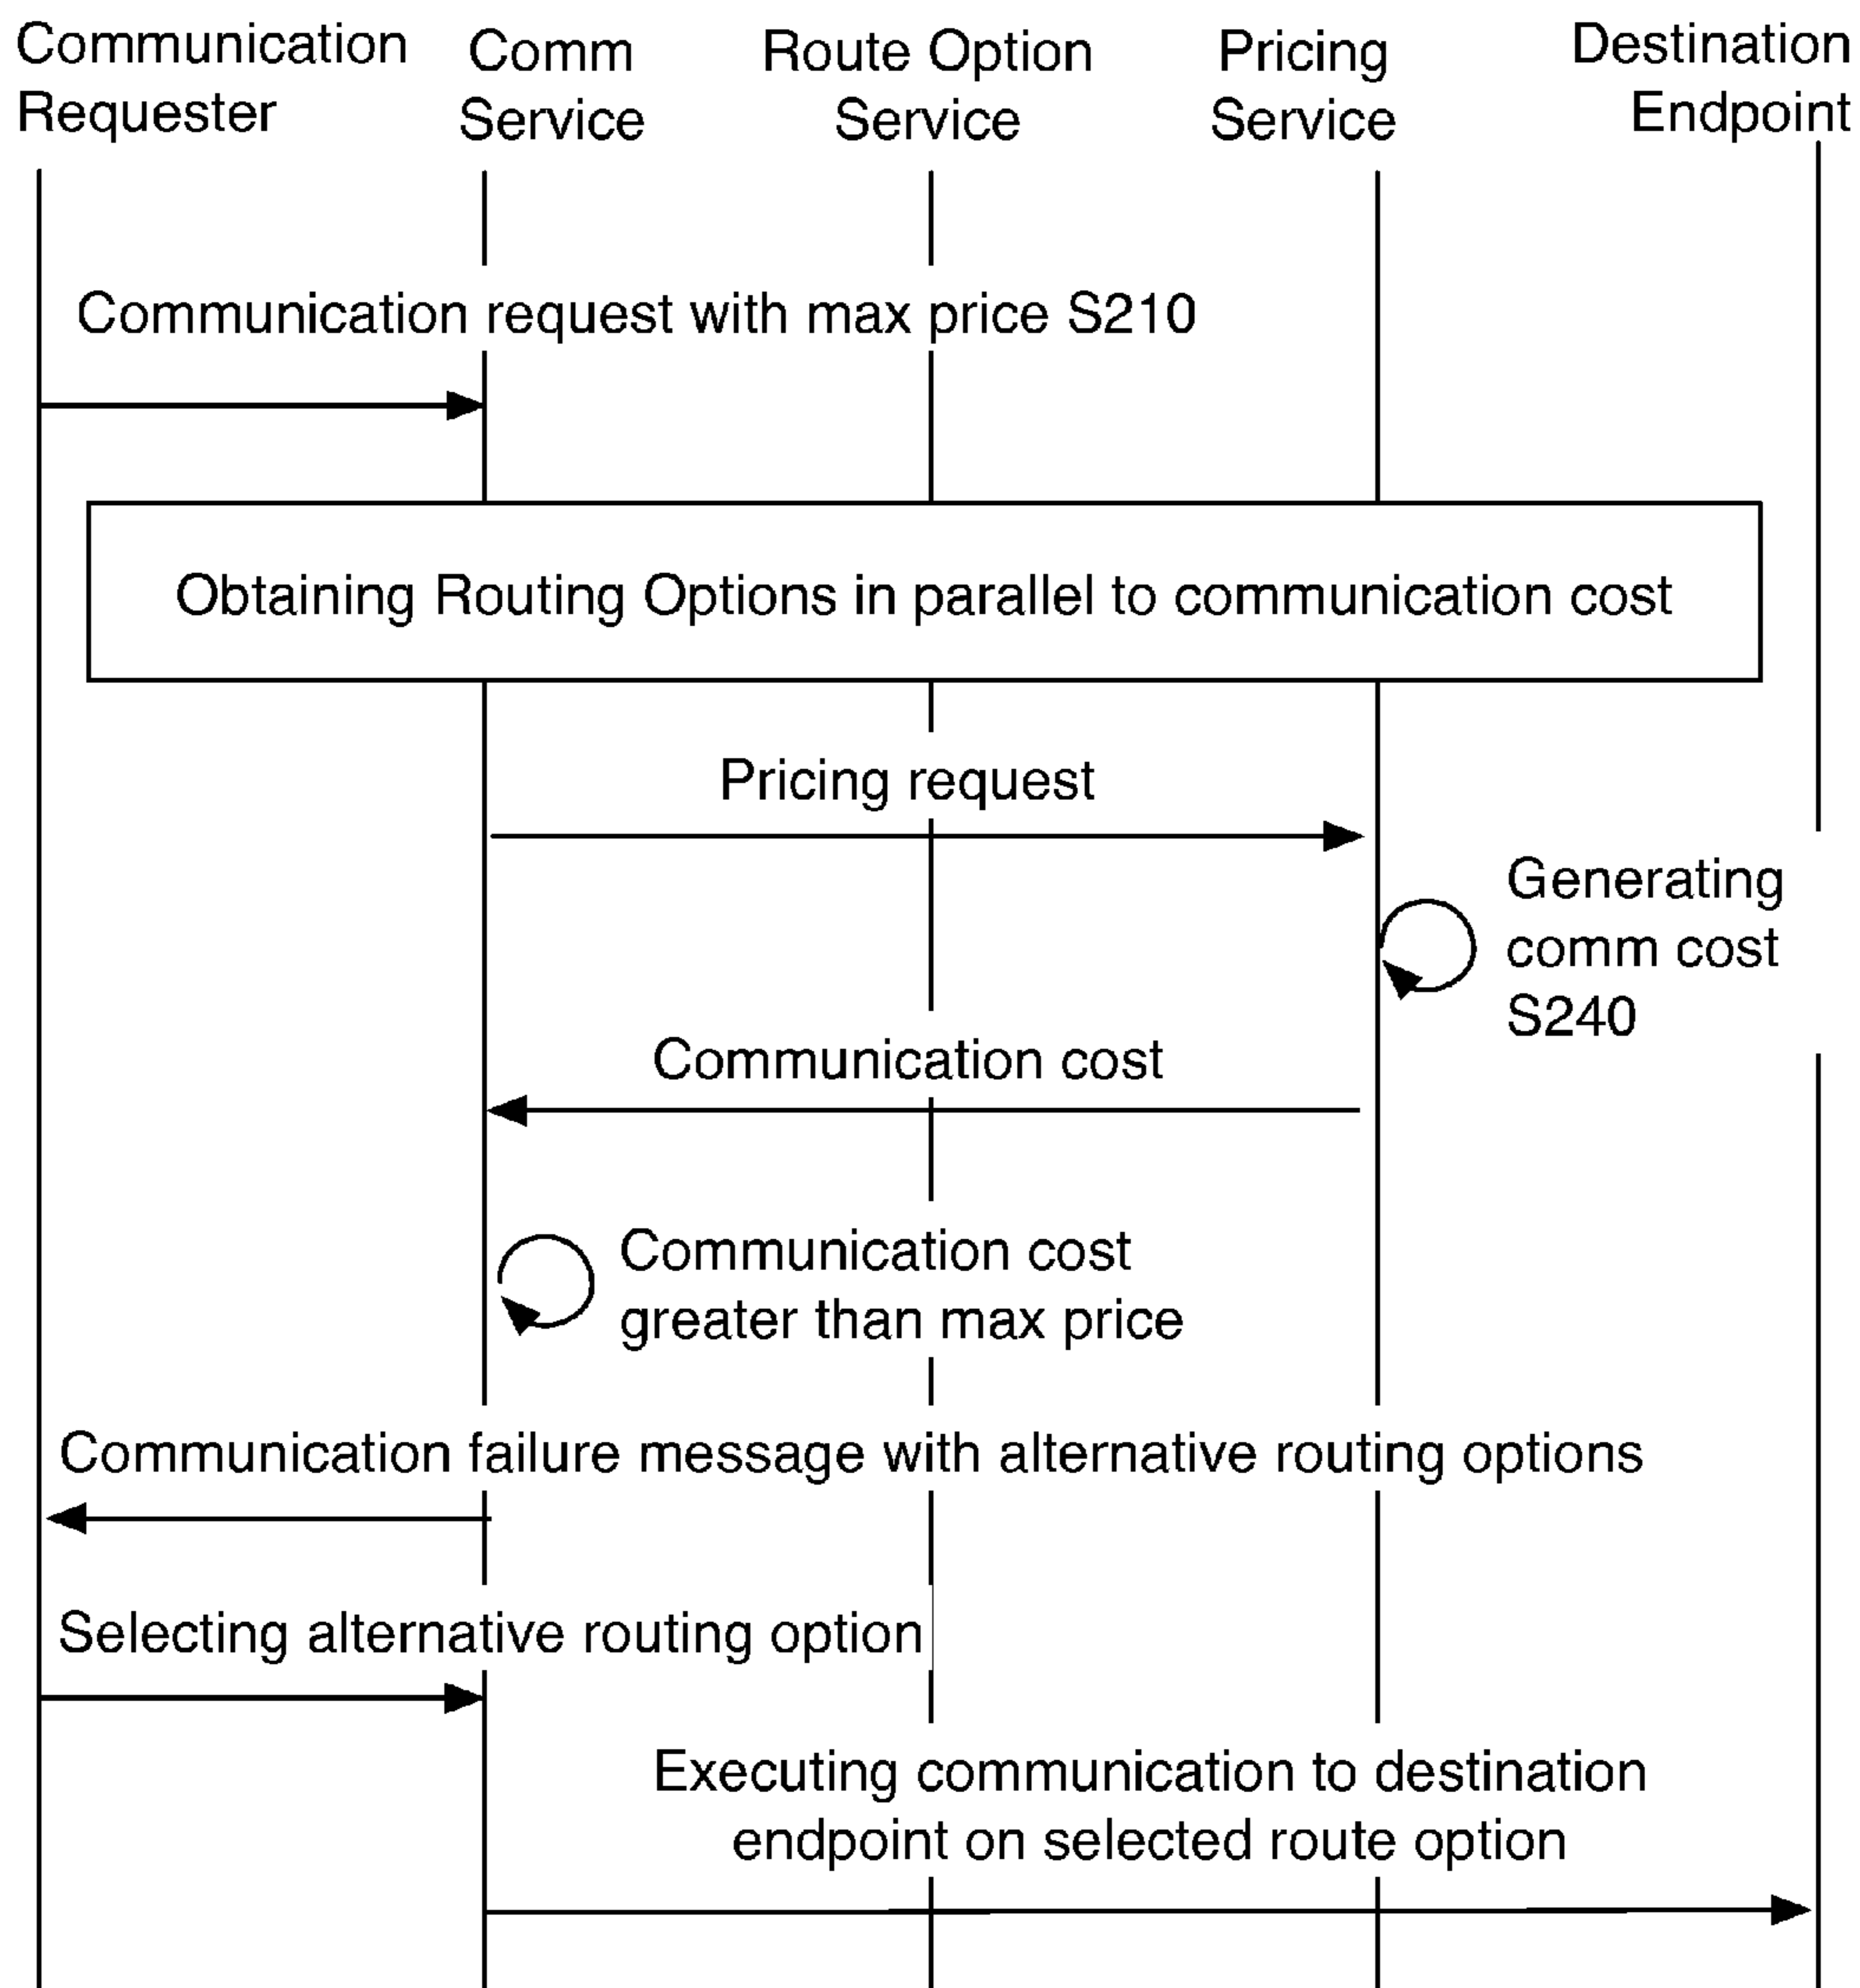 Communication
Requester
Comm
Service
Route Option
Service
Pricing
Service
Destination
Endpoint
Communication request with max price S210
Obtaining Routing Options in parallel to communication cost
Pricing request
Generating
comm cost
S240
Communication cost
Communication cost
greater than max price
Communication failure message with alternative routing options
Selecting alternative routing option
Executing communication to destination
endpoint on selected route option